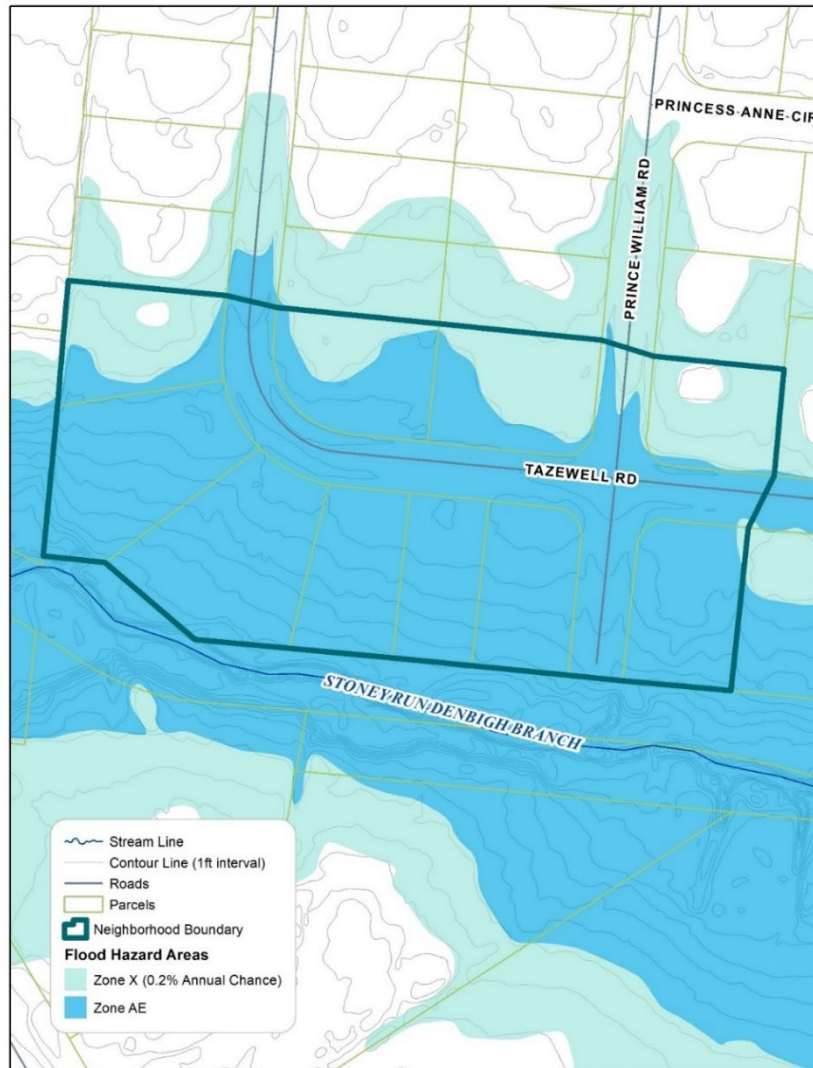 PRINCESS ANNE CIR
PRINCE WILLIAM RD
TAZEWELL RD
STONEY RUN DENBIGH BRANCH
Stream Line
Contour Line (1ft interval)
Roads
Parcels
Neighborhood Boundary
Flood Hazard Areas
Zone X (0.2% Annual Chance)
Zone AE